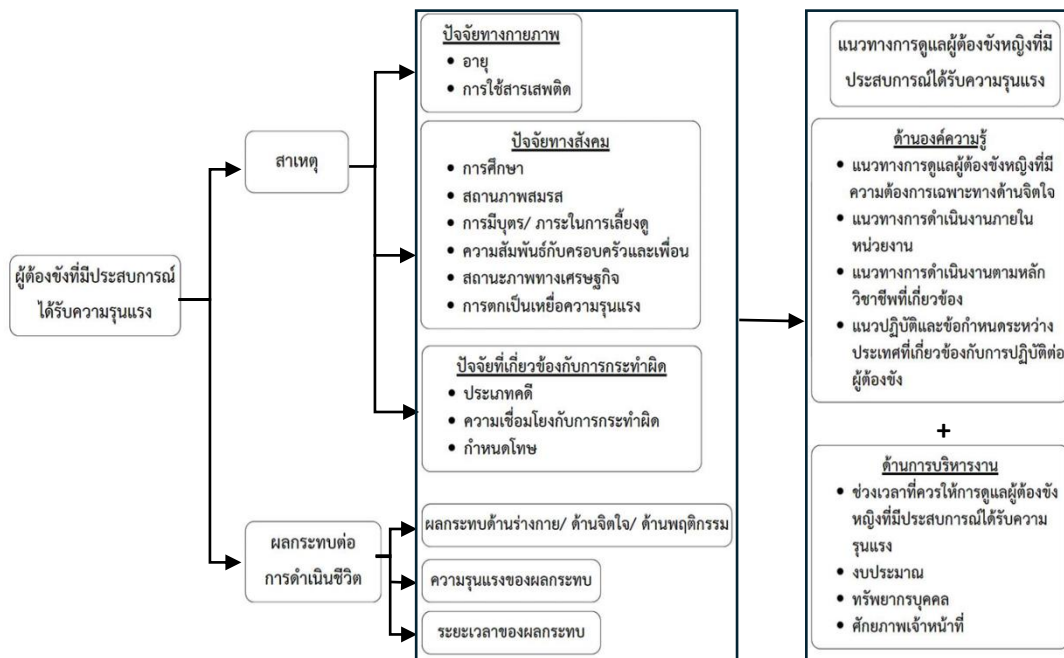 ผู้ต้องขังที่มีประสบการณ์
ได้รับความรุนแรง
สาเหตุ
ปัจจัยทางกายภาพ
• อายุ
• การใช้สารเสพติด
ปัจจัยทางสังคม
• การศึกษา
• สถานภาพสมรส
• การมีบุตร/ ภาระในการเลี้ยงดู
• ความสัมพันธ์กับครอบครัวและเพื่อน
• สถานะภาพทางเศรษฐกิจ
• การตกเป็นเหยื่อความรุนแรง
ปัจจัยที่เกี่ยวข้องกับการกระทำผิด
• ประเภทคดี
• ความเชื่อมโยงกับการกระทำผิด
• กำหนดโทษ
ผลกระทบต่อ
การดำเนินชีวิต
ผลกระทบด้านร่างกาย/ ด้านจิตใจ/ ด้านพฤติกรรม
ความรุนแรงของผลกระทบ
ระยะเวลาของผลกระทบ
แนวทางการดูแลผู้ต้องขังหญิงที่มี
ประสบการณ์ได้รับความรุนแรง
ด้านองค์ความรู้
• แนวทางการดูแลผู้ต้องขังหญิงที่มี
ความต้องการเฉพาะทางด้านจิตใจ
• แนวทางการดำเนินงานภายใน
หน่วยงาน
• แนวทางการดำเนินงานตามหลัก
วิชาชีพที่เกี่ยวข้อง
• แนวปฏิบัติและข้อกำหนดระหว่าง
ประเทศที่เกี่ยวข้องกับการปฏิบัติต่อ
ผู้ต้องขัง
+
ด้านการบริหารงาน
• ช่วงเวลาที่ควรให้การดูแลผู้ต้องขัง
หญิงที่มีประสบการณ์ได้รับความ
รุนแรง
• งบประมาณ
• ทรัพยากรบุคคล
• ศักยภาพเจ้าหน้าที่